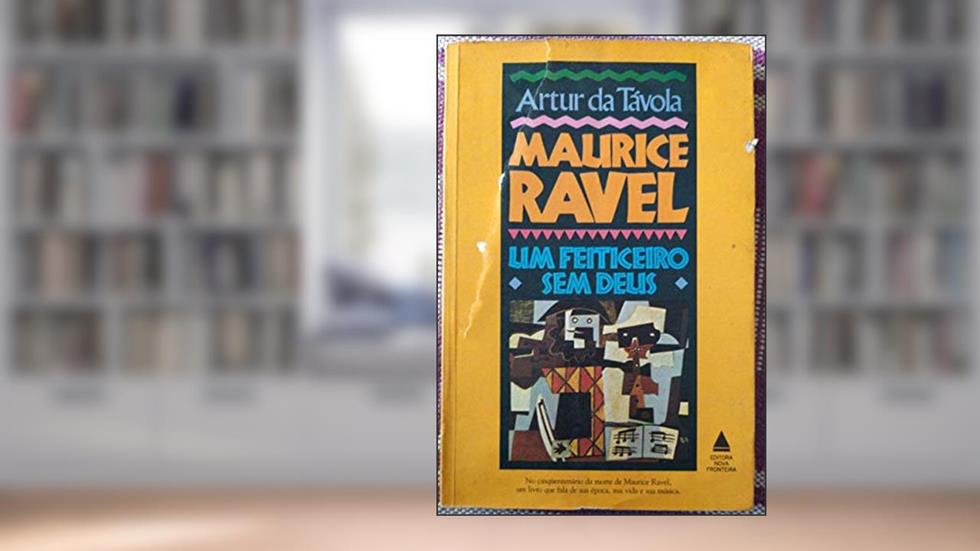 Artur da Távola
MAURICE
RAVEL
UM FEITICEIRO
SEM DEUS
EDITORA
NOVA
FRONTEIRA
No cinqüentenário da morte de Maurice Ravel,
um livro que fala de sua época, sua vida e sua música.